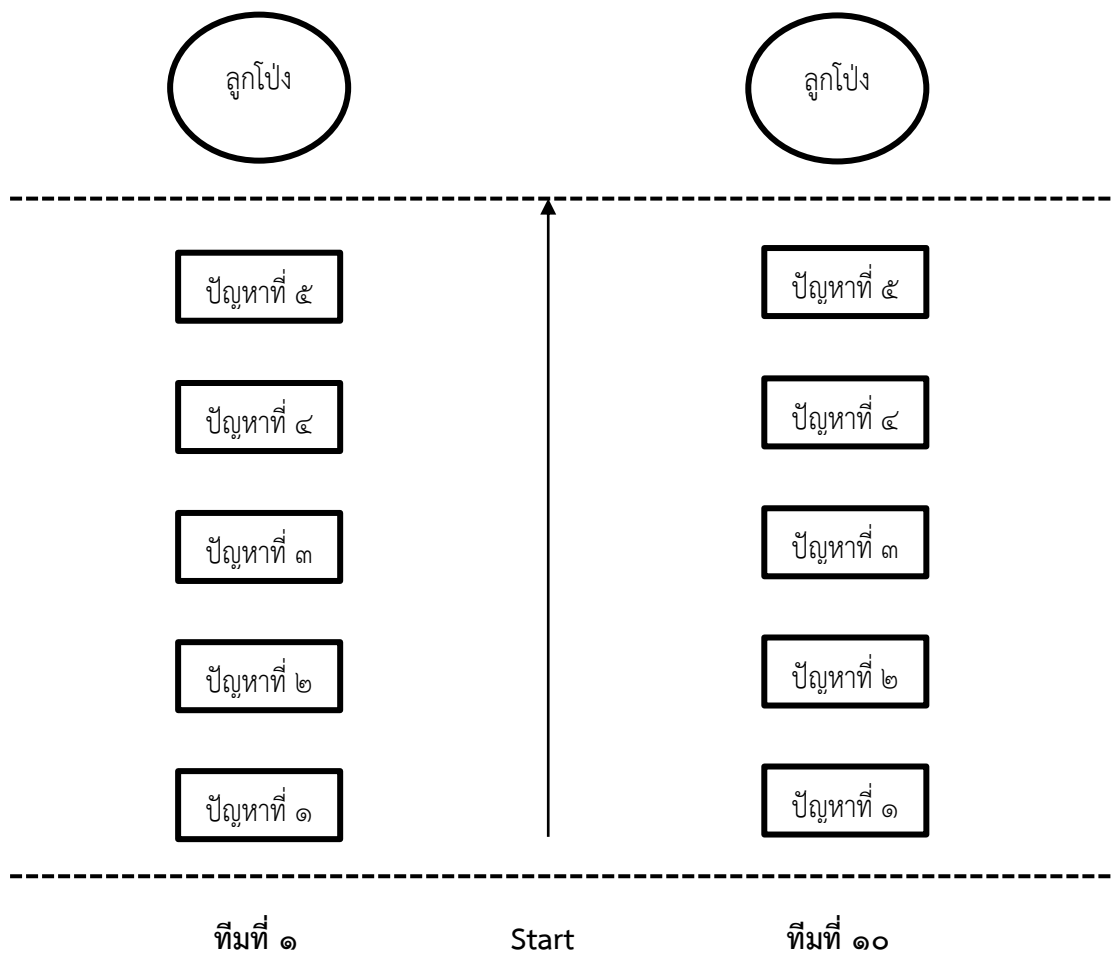 ลูกโป่ง ลูกโป่ง
ปัญหาที่ ๕ ปัญหาที่ ๕
ปัญหาที่ ๔ ปัญหาที่ ๔
ปัญหาที่ ๓ ปัญหาที่ ๓
ปัญหาที่ ๒ ปัญหาที่ ๒
ปัญหาที่ ๑ ปัญหาที่ ๑
ทีมที่ ๑ Start ทีมที่ ๑๐